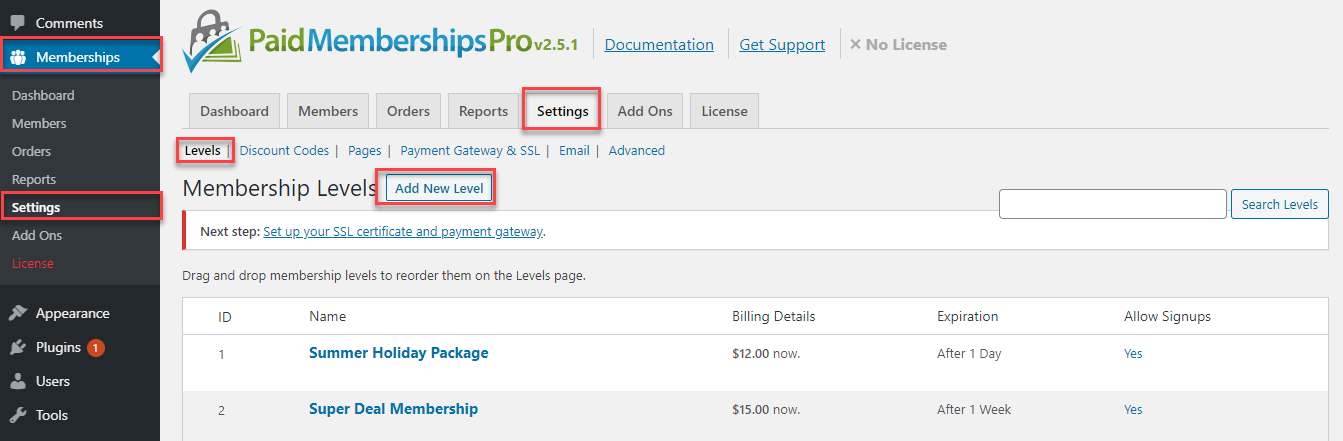 Comments
Memberships
Dashboard
Members
Orders
Reports
Settings
Add Ons
License
Appearance
Plugins 1
Users
Tools
PaidMembershipsPro v2.5.1 Documentation Get Support × No License
Dashboard Members Orders Reports Settings Add Ons License
Levels | Discount Codes | Pages | Payment Gateway & SSL | Email | Advanced
Membership Levels Add New Level
Search Levels
Next step: Set up your SSL certificate and payment gateway.
Drag and drop membership levels to reorder them on the Levels page.
ID Name Billing Details Expiration Allow Signups
1 Summer Holiday Package $12.00 now. After 1 Day Yes
2 Super Deal Membership $15.00 now. After 1 Week Yes